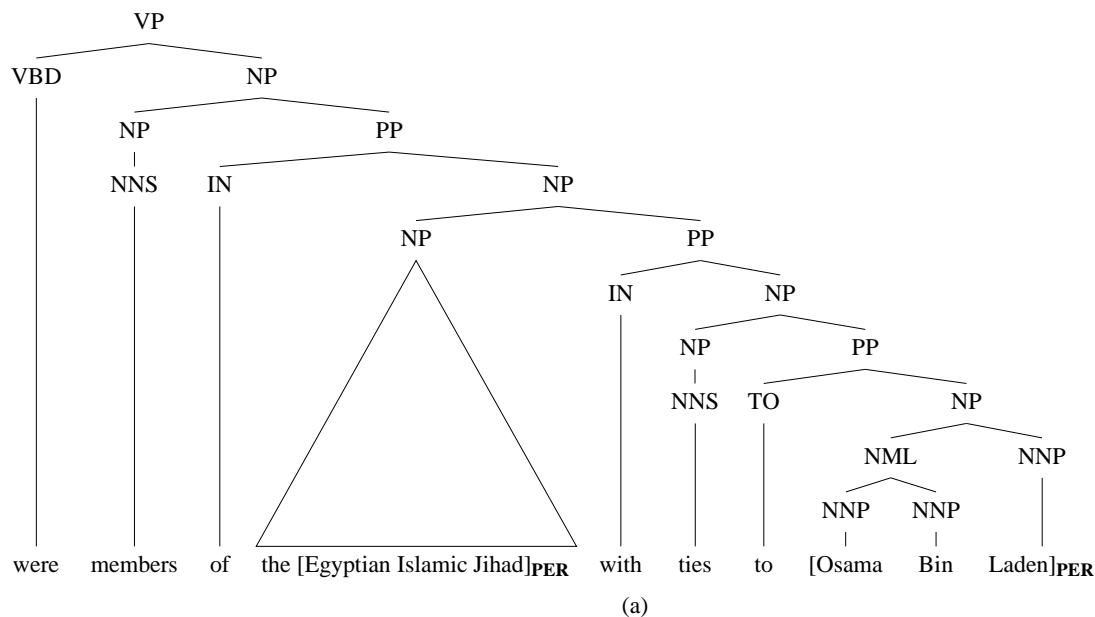 VP
VBD NP
NP PP
NNS IN NP
NP PP
IN NP
NP PP
NNS TO NP
NML NNP
NNP NNP
were members of the [Egyptian Islamic Jihad]PER with ties to [Osama Bin Laden]PER
(a)